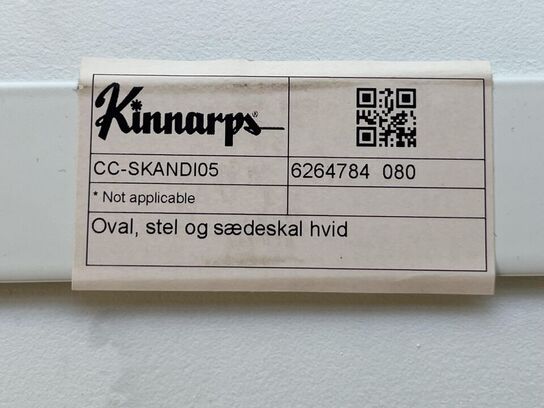 Kinnarps®
CC-SKANDI05
6264784 080
* Not applicable
Oval, stel og sædeskal hvid